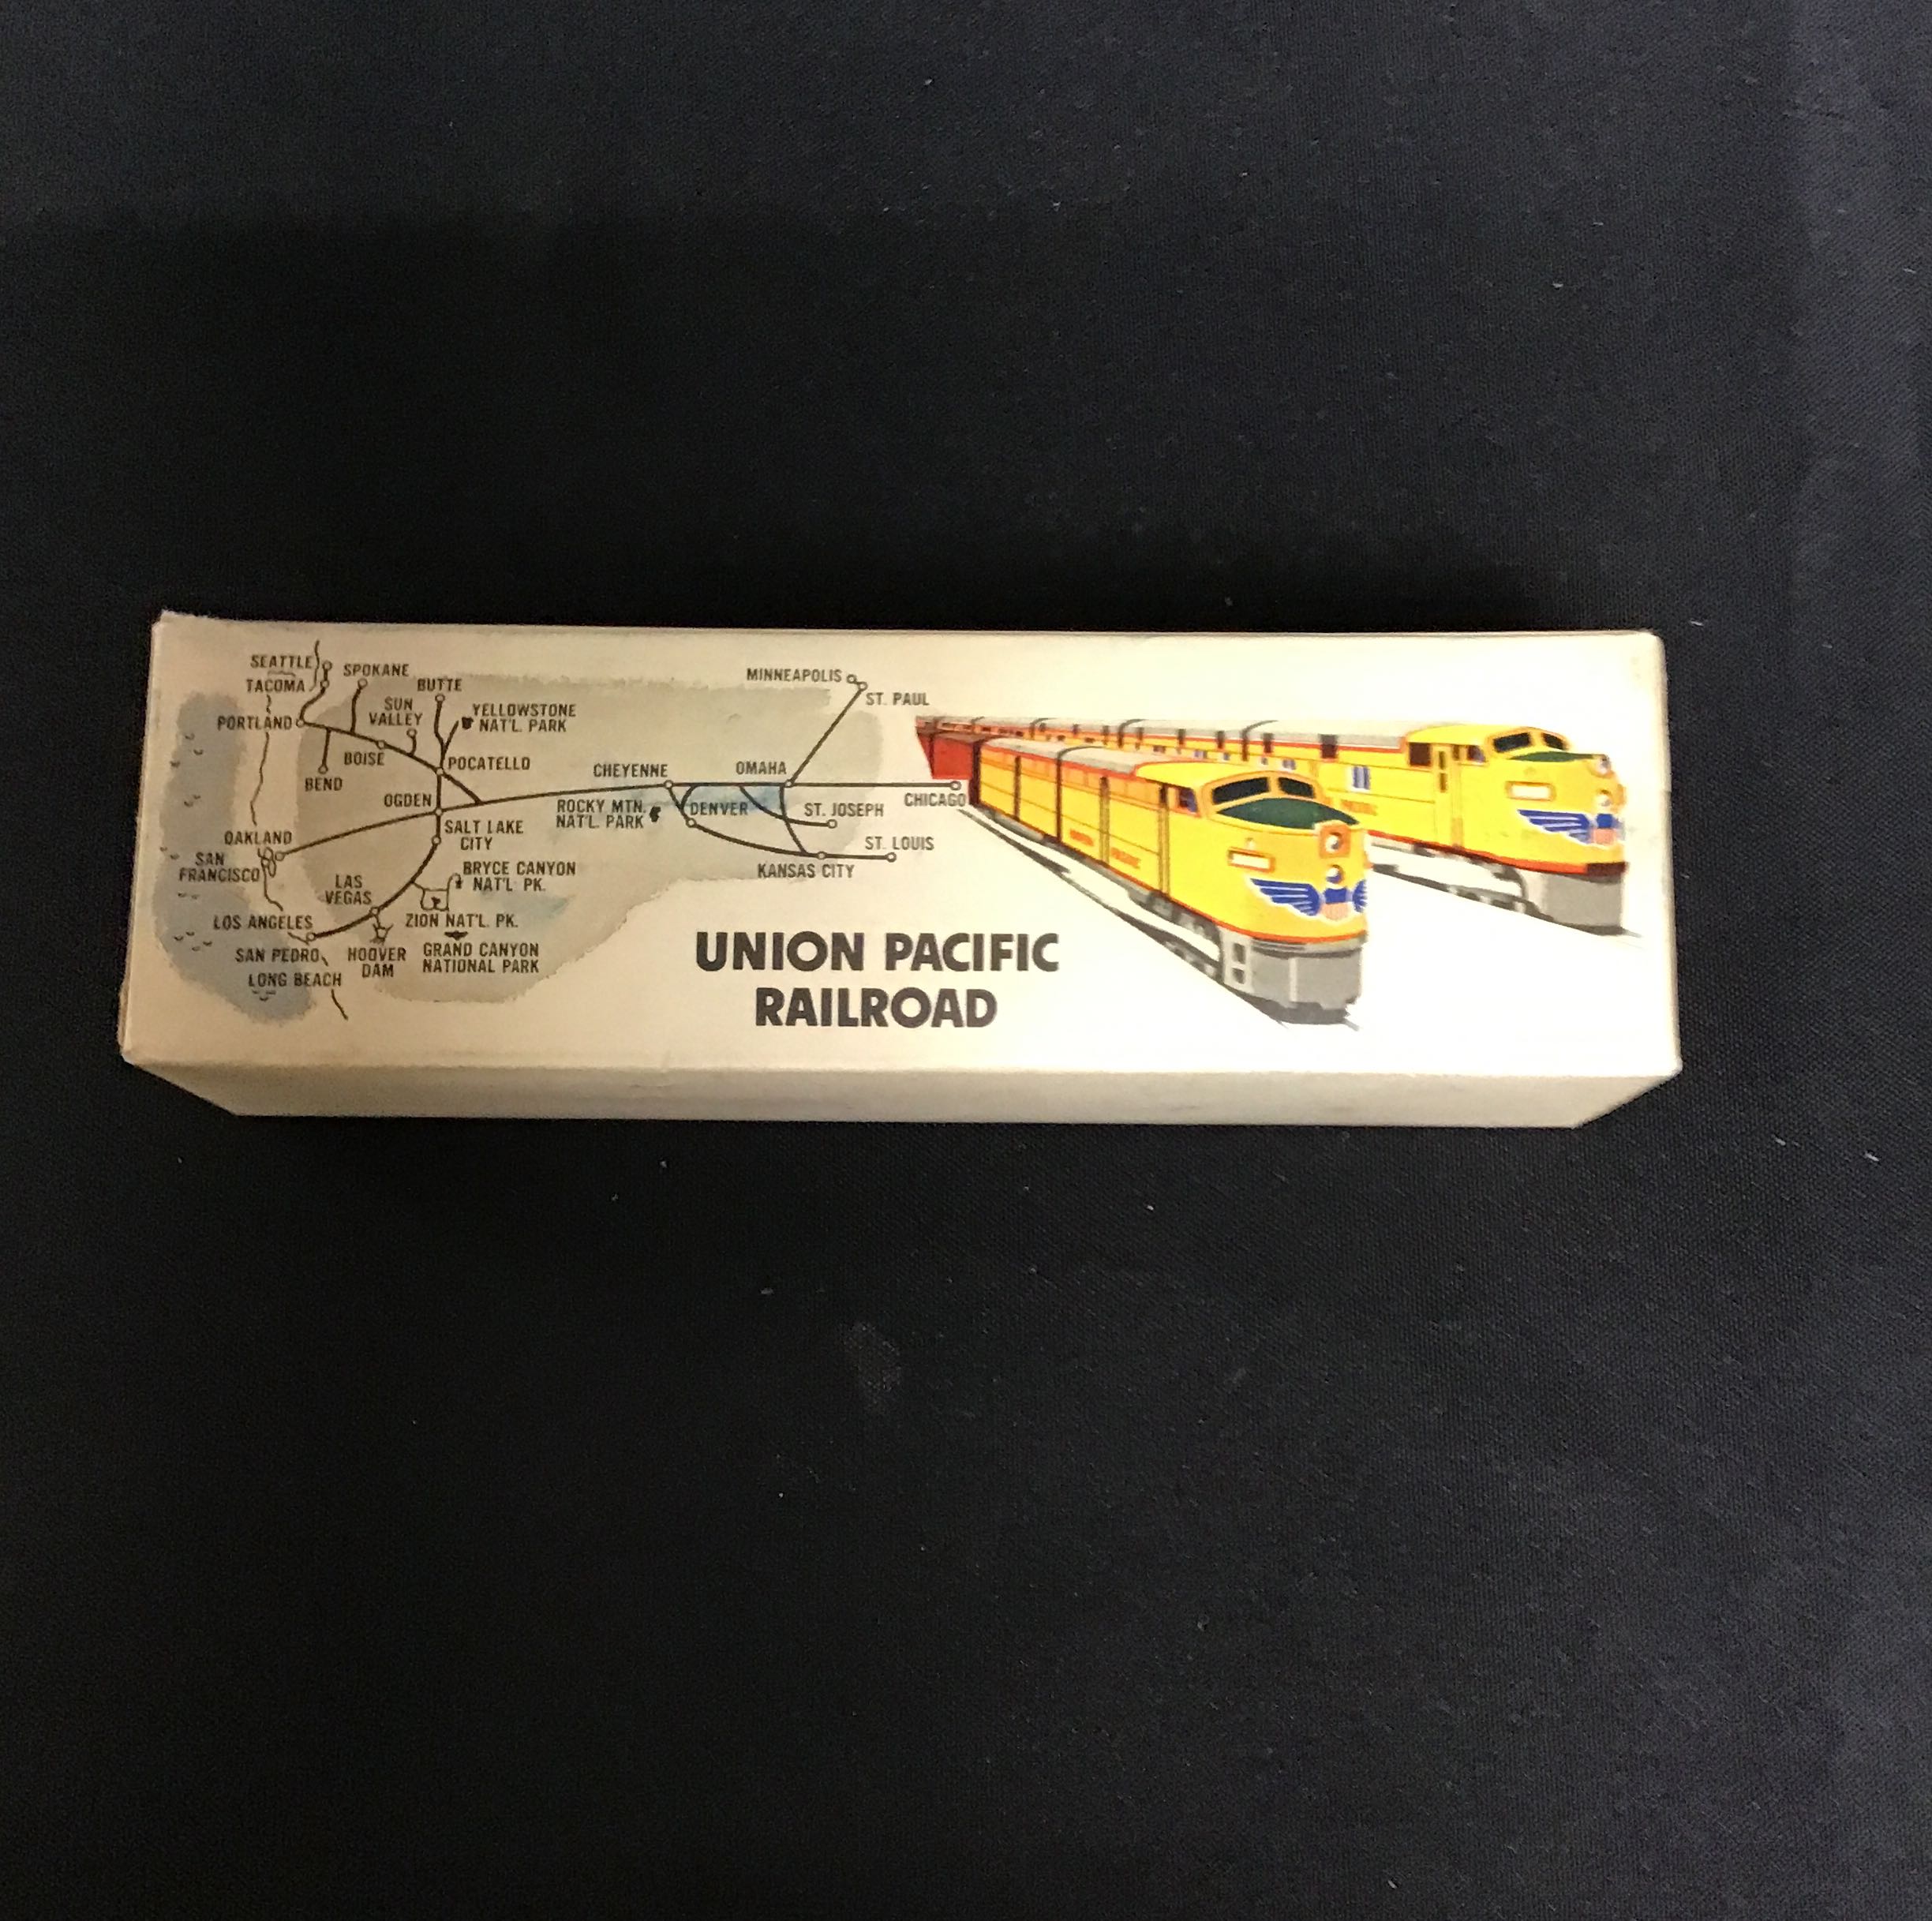 SEATTLE
TACOMA
SPOKANE
BUTTE
SUN
VALLEY
YELLOWSTONE
NAT'L. PARK
PORTLAND
BOISE
BEND
POCATELLO
OGDEN
SALT LAKE
CITY
OAKLAND
SAN
FRANCISCO
BRYCE CANYON
NAT'L. PK.
LAS
VEGAS
ZION NAT'L. PK.
LOS ANGELES
SAN PEDRO
LONG BEACH
HOOVER
DAM
GRAND CANYON
NATIONAL PARK
MINNEAPOLIS
ST. PAUL
CHEYENNE
OMAHA
CHICAGO
ROCKY MTN.
NAT'L. PARK
DENVER
ST. JOSEPH
ST. LOUIS
KANSAS CITY
UNION PACIFIC
RAILROAD